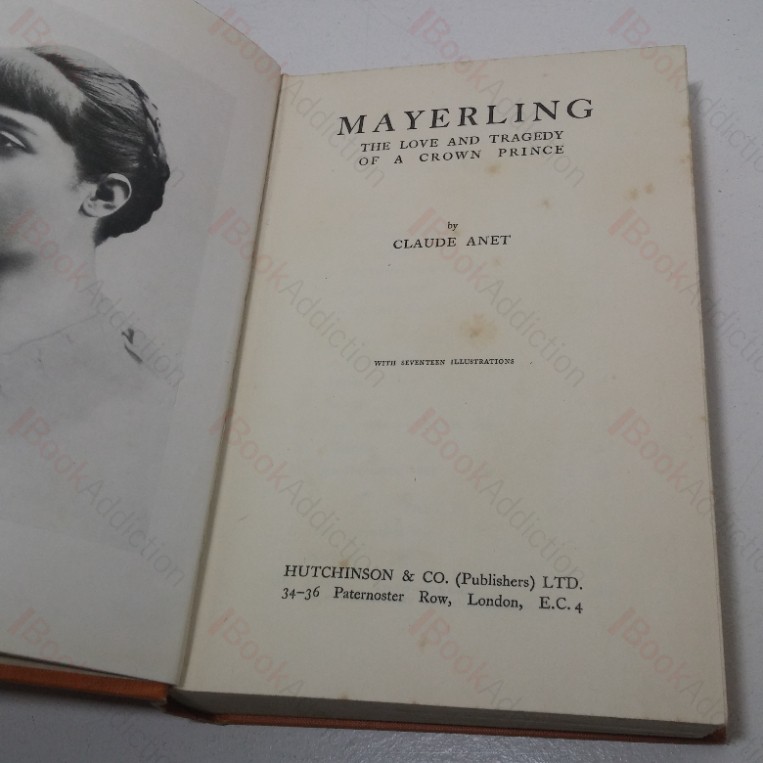 MAYERLING
THE LOVE AND TRAGEDY
OF A CROWN PRINCE
by
CLAUDE ANET
WITH SEVENTEEN ILLUSTRATIONS
HUTCHINSON & CO. (Publishers) LTD.
34–36 Paternoster Row, London, E.C. 4
BookAddiction